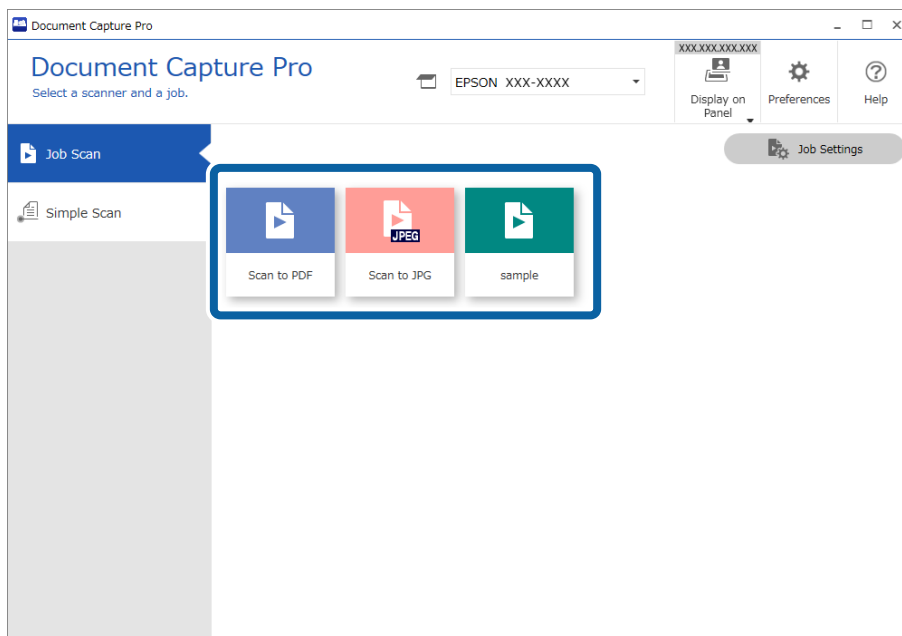 Document Capture Pro
Document Capture Pro
Select a scanner and a job.
EPSON XXX-XXXX
XXX.XXX.XXX.XXX
Display on
Panel
Preferences
Help
Job Scan
Job Settings
Simple Scan
JPEG
Scan to PDF
Scan to JPG
sample